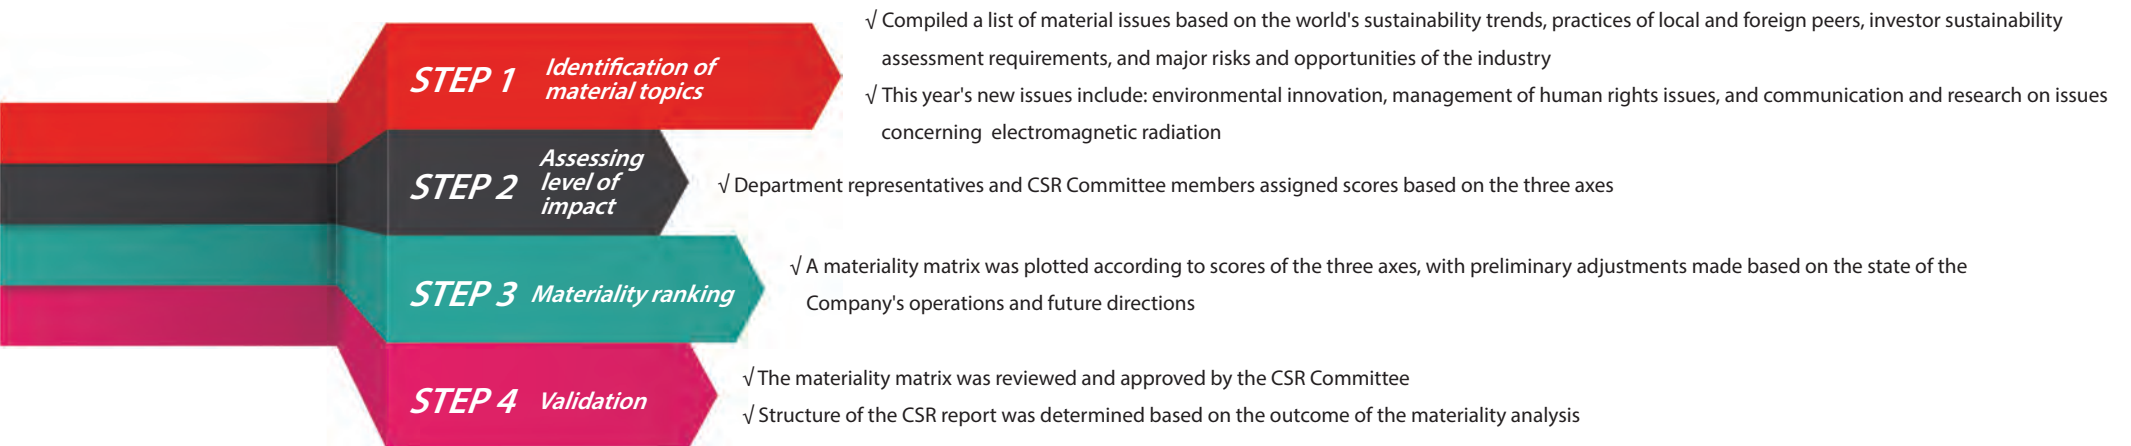 STEP 1
Identification of
material topics
√ Compiled a list of material issues based on the world's sustainability trends, practices of local and foreign peers, investor sustainability
assessment requirements, and major risks and opportunities of the industry
√ This year's new issues include: environmental innovation, management of human rights issues, and communication and research on issues
concerning electromagnetic radiation
STEP 2
Assessing
level of
impact
√ Department representatives and CSR Committee members assigned scores based on the three axes
STEP 3
Materiality ranking
√ A materiality matrix was plotted according to scores of the three axes, with preliminary adjustments made based on the state of the
Company's operations and future directions
STEP 4
Validation
√ The materiality matrix was reviewed and approved by the CSR Committee
√ Structure of the CSR report was determined based on the outcome of the materiality analysis